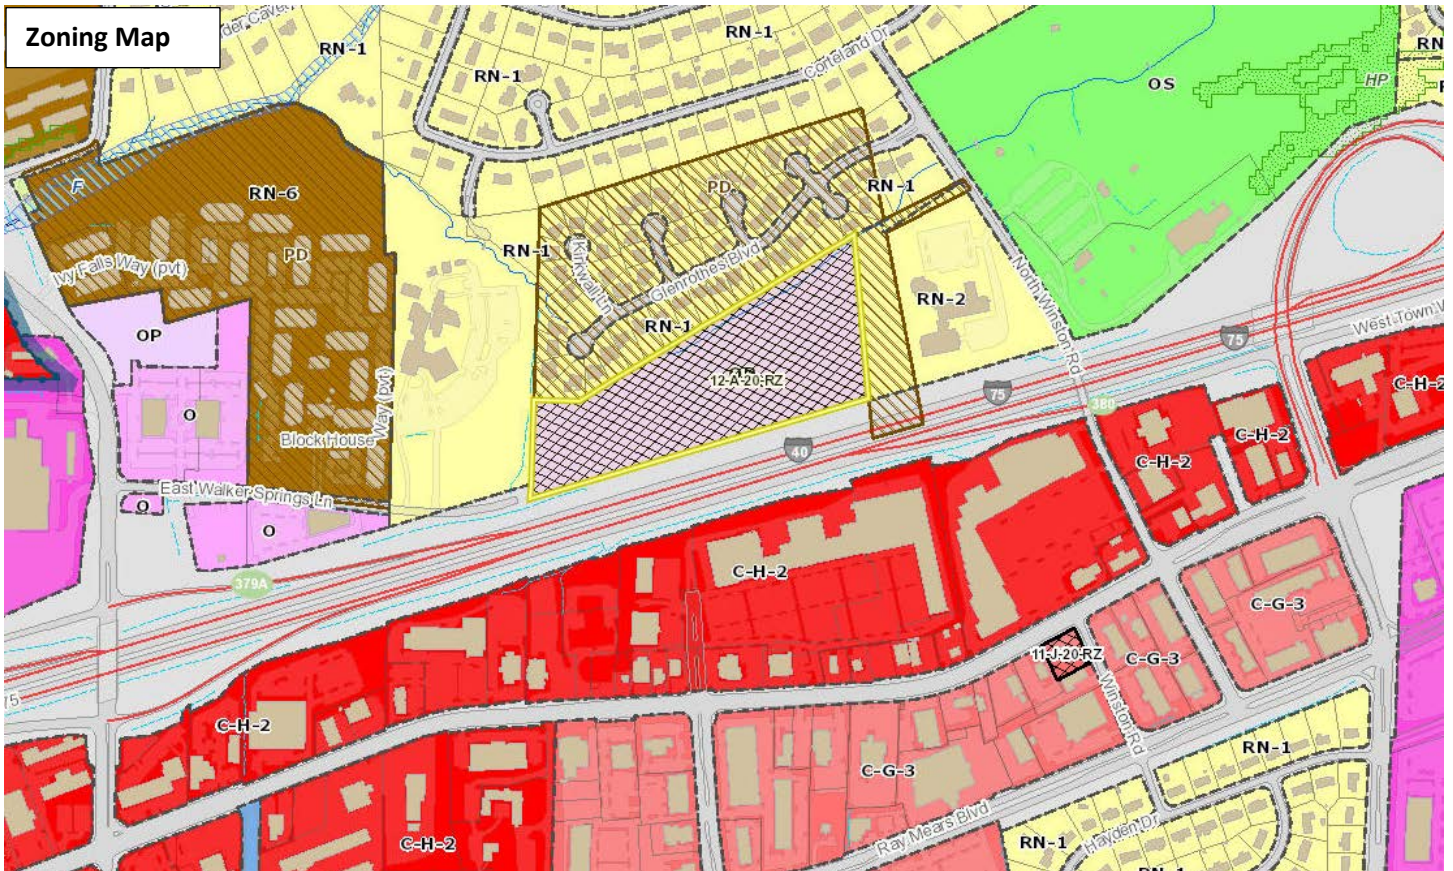 Zoning Map
RN-1
RN-1
RN-1
Corteland Dr
RN
OS
HP
F
RN-6
PD
RN-1
PD
RN-1
Ivy Falls Way (pvt)
Kirkwall Ln
Glenrothes Blvd
RN-1
North Winston Rd
RN-2
OP
12-A-20-RZ
75
75
West Town
380
C-H-2
O
Block House Way (pvt)
40
C-H-2
C-H-2
East Walker Springs Ln
O
O
379A
C-H-2
C-G-3
11-J-20-RZ
C-G-3
Winston Rd
C-H-2
RN-1
C-G-3
Ray Mears Blvd
C-H-2
RN-1
Hayden Dr
RN-1